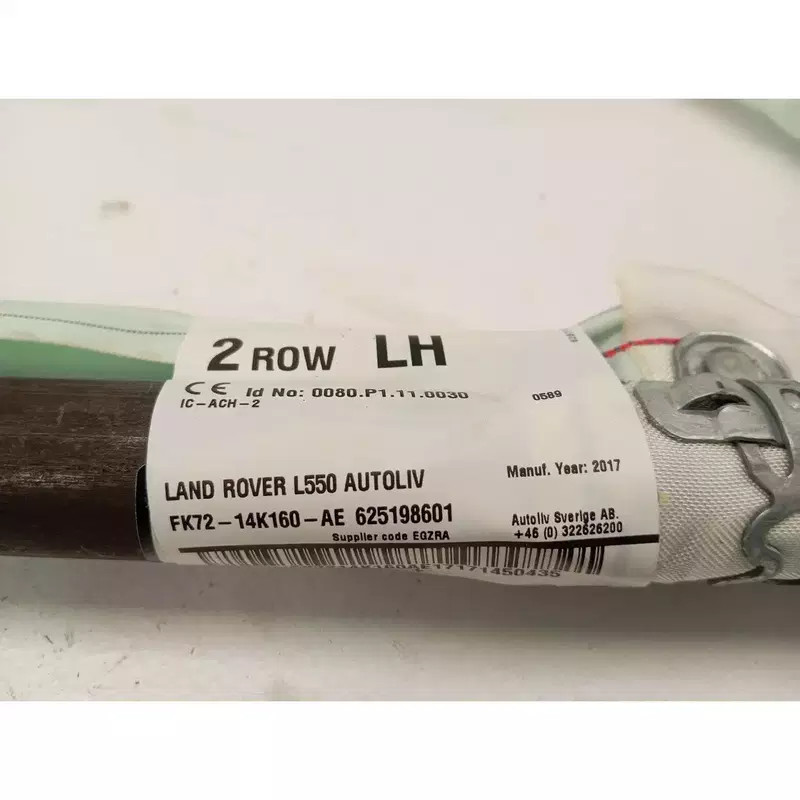 2 ROW LH
CE Id No: 0080.P1.11.0030 0589
IC-ACH-2
LAND ROVER L550 AUTOLIV Manuf. Year: 2017
FK72-14K160-AE 625198601 Autoliv Sverige AB.
Supplier code EGZRA +46 (0) 322626200